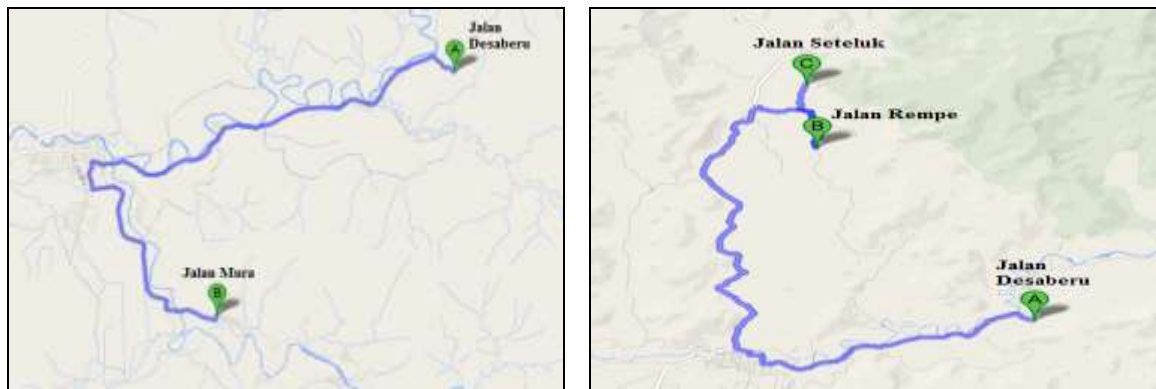 Jalan
Desaberu
A
Jalan Mura
B
Jalan Seteluk
C
Jalan Rempe
B
Jalan
Desaberu
A